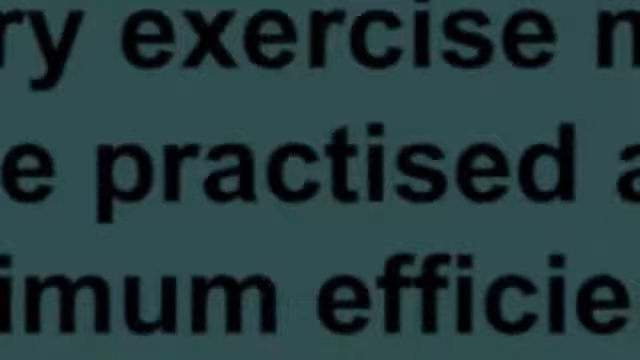 ry exercise n
e practised a
imum efficie